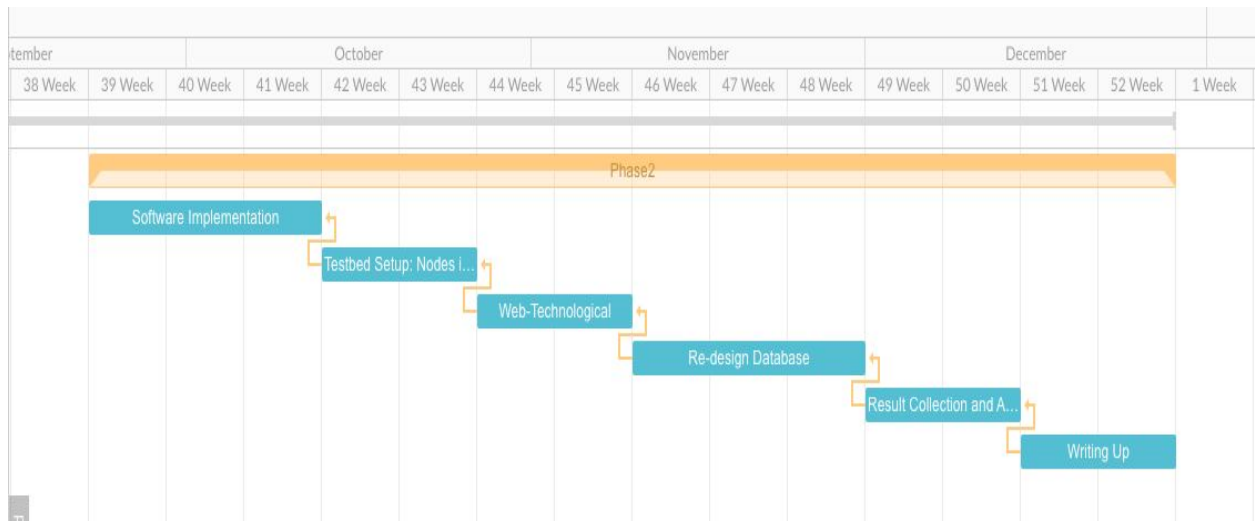 tember October November December
38 Week 39 Week 40 Week 41 Week 42 Week 43 Week 44 Week 45 Week 46 Week 47 Week 48 Week 49 Week 50 Week 51 Week 52 Week 1 Week
Phase2
Software Implementation
Testbed Setup: Nodes i...
Web-Technological
Re-design Database
Result Collection and A...
Writing Up